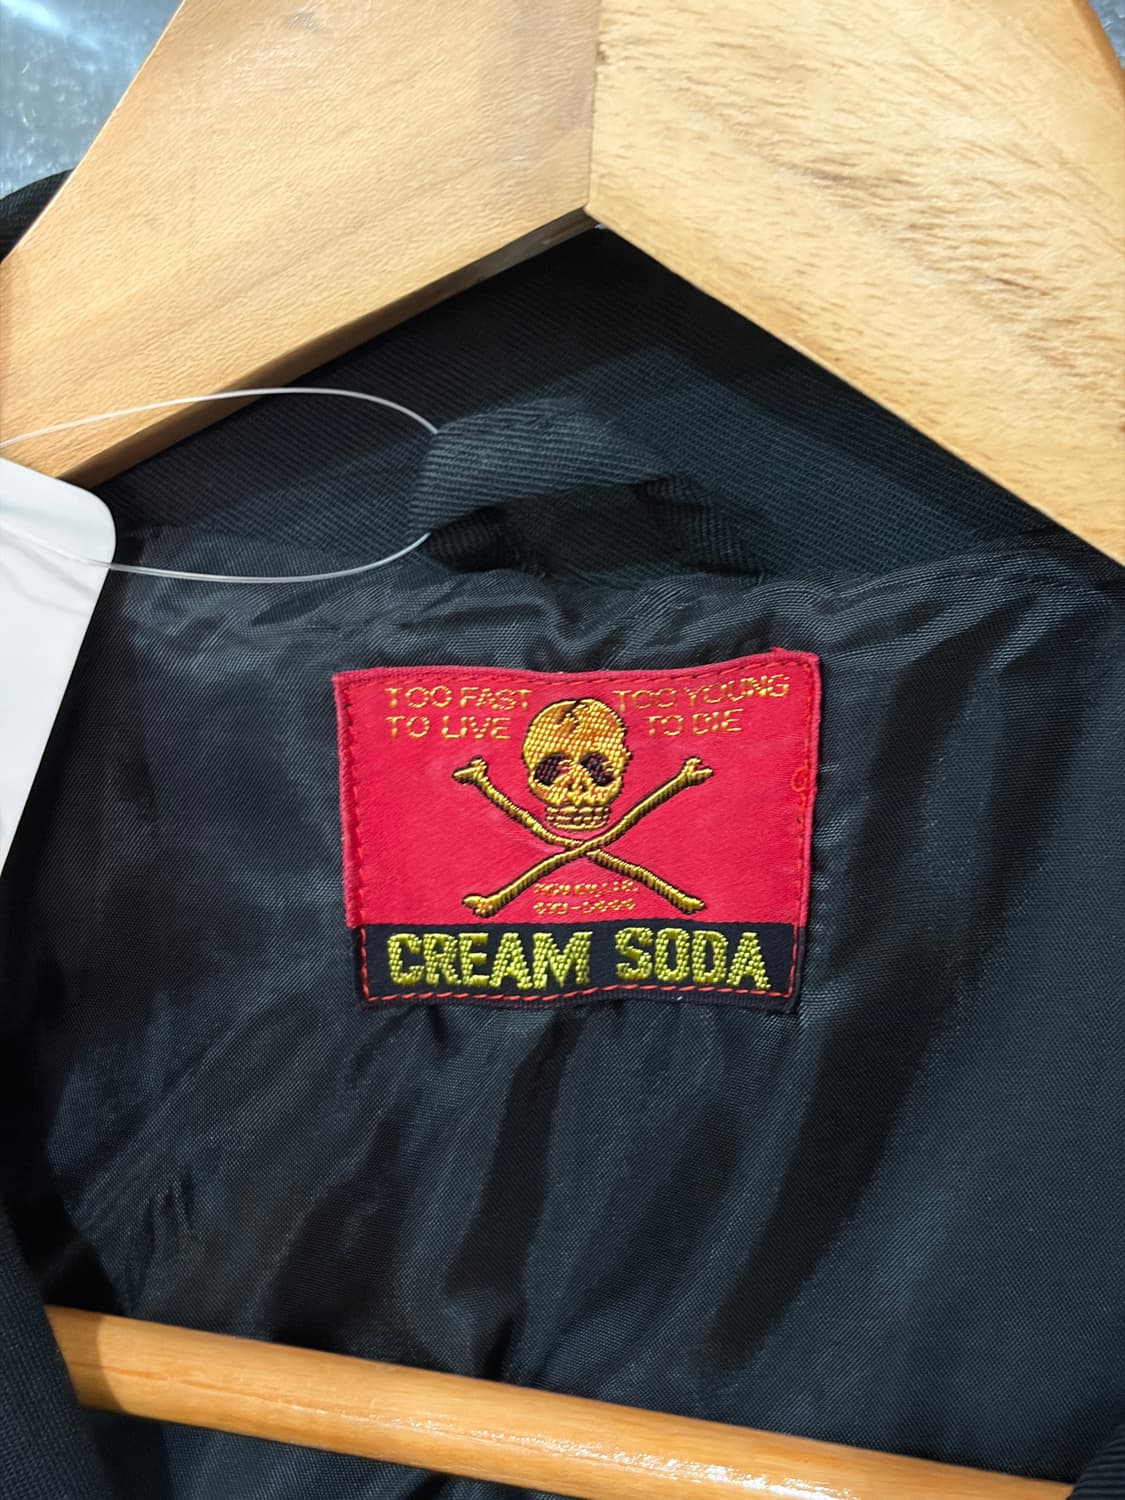 TOO FAST
TO LIVE
TOO YOUNG
TO DIE
CREAM SODA